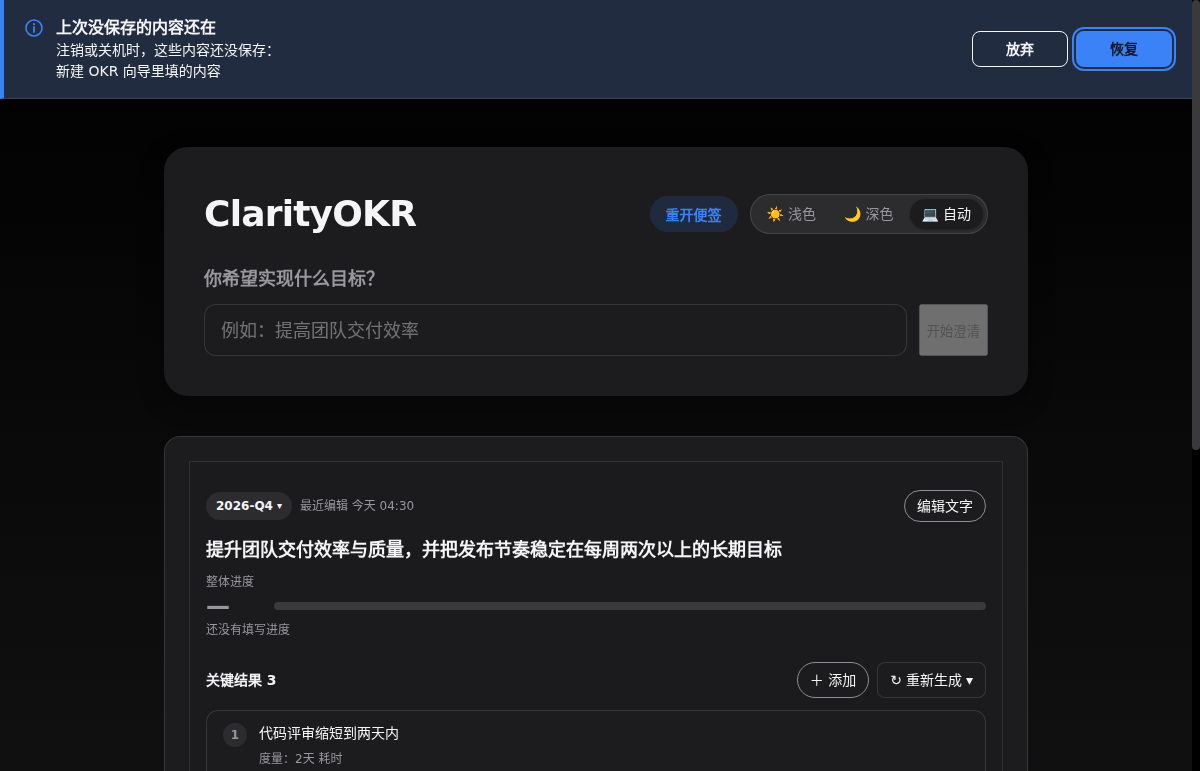 上次没保存的内容还在
注销或关机时，这些内容还没保存：
新建 OKR 向导里填的内容
放弃
恢复
ClarityOKR
重开便签
浅色
深色
自动
你希望实现什么目标？
例如：提高团队交付效率
开始澄清
2026-Q4 ▾
最近编辑 今天 04:30
编辑文字
提升团队交付效率与质量，并把发布节奏稳定在每周两次以上的长期目标
整体进度
—
还没有填写进度
关键结果 3
＋ 添加
↻ 重新生成 ▾
1
代码评审缩短到两天内
度量：2天 耗时